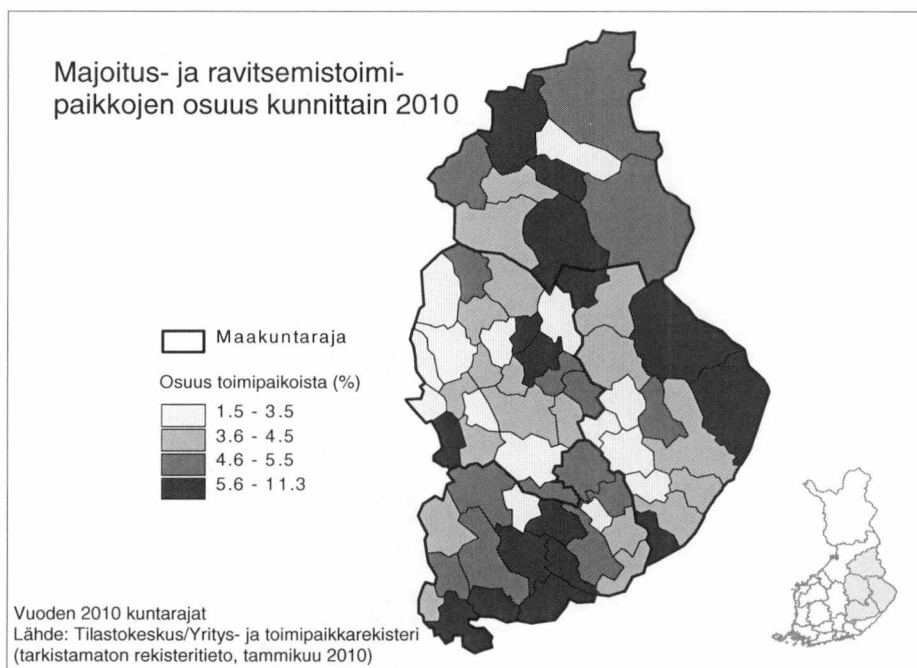 Majoitus- ja ravitsemistoimi-
paikkojen osuus kunnittain 2010
Maakuntaraja
Osuus toimipaikoista (%)
1.5 - 3.5
3.6 - 4.5
4.6 - 5.5
5.6 - 11.3
Vuoden 2010 kuntarajat
Lähde: Tilastokeskus/Yritys- ja toimipaikkarekisteri
(tarkistamaton rekisteritieto, tammikuu 2010)